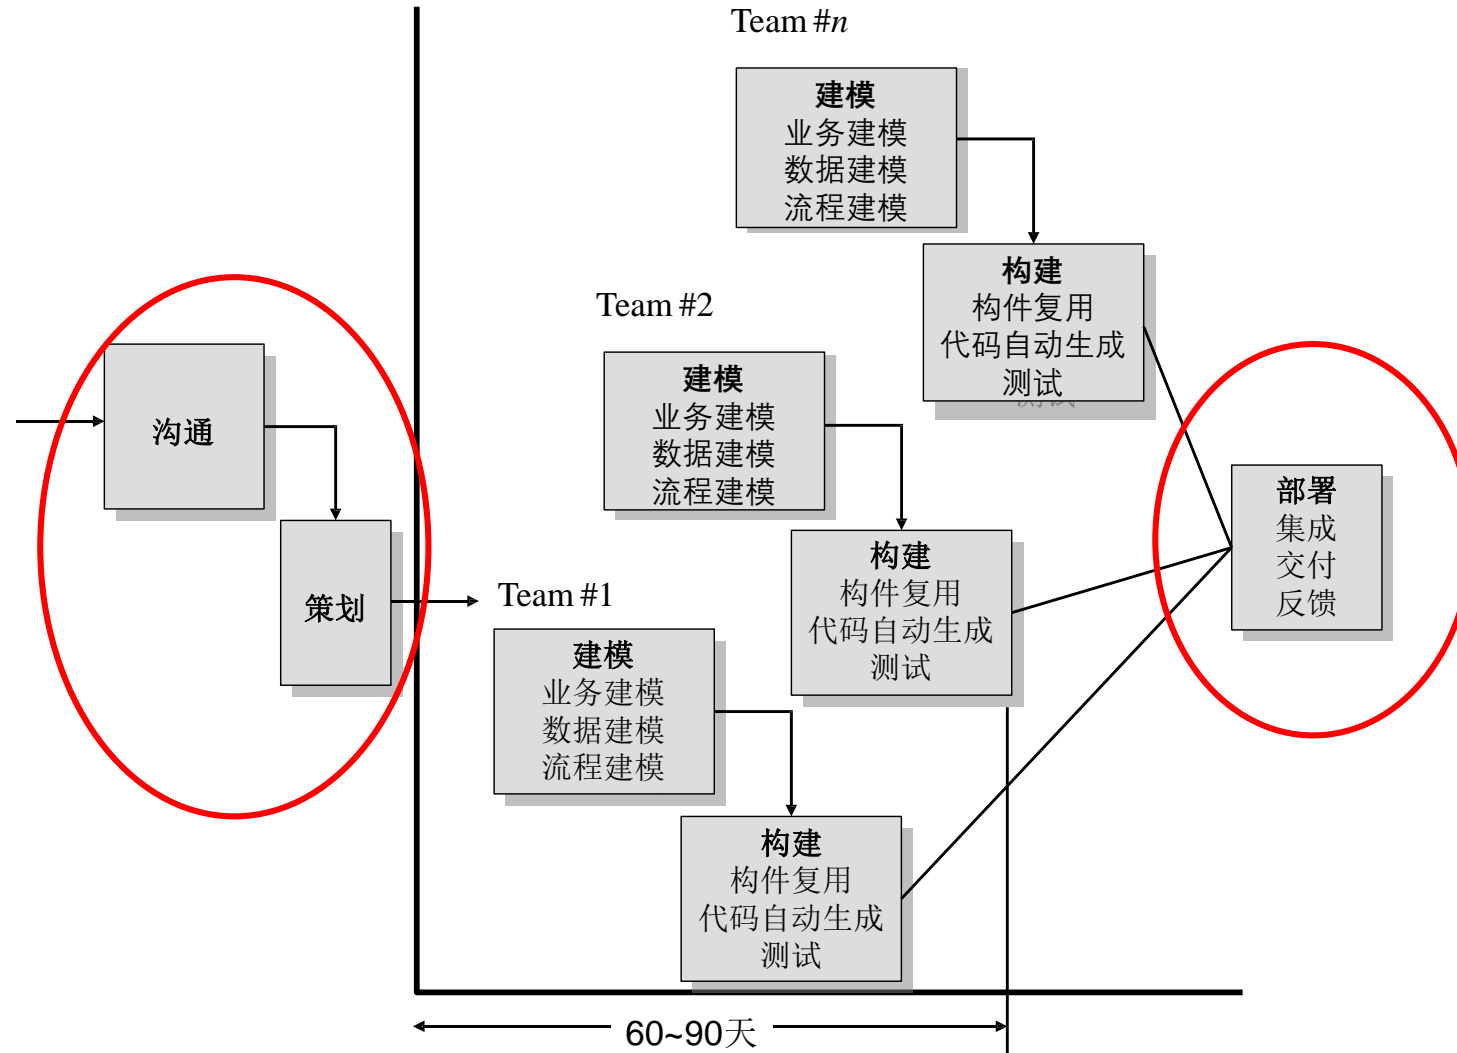 Team #n
建模
业务建模
数据建模
流程建模
构建
构件复用
代码自动生成
测试
Team #2
建模
业务建模
数据建模
流程建模
构建
构件复用
代码自动生成
测试
Team #1
建模
业务建模
数据建模
流程建模
构建
构件复用
代码自动生成
测试
沟通
策划
部署
集成
交付
反馈
60~90天